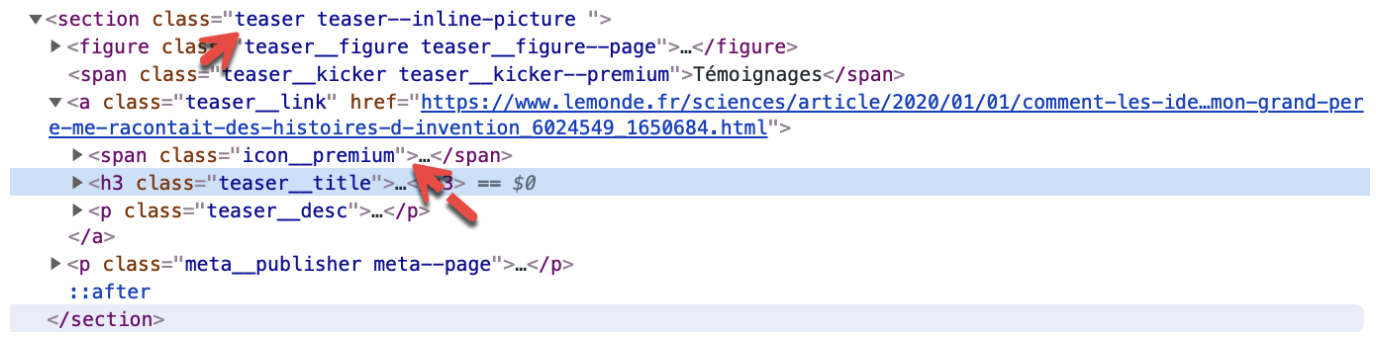 ▼<section class="teaser teaser--inline-picture ">
▶<figure class="teaser__figure teaser__figure--page">…</figure>
<span class="teaser__kicker teaser__kicker--premium">Témoignages</span>
▼<a class="teaser__link" href="https://www.lemonde.fr/sciences/article/2020/01/01/comment-les-ide…mon-grand-per
e-me-racontait-des-histoires-d-invention_6024549_1650684.html">
▶<span class="icon__premium">…</span>
▶<h3 class="teaser__title">…</h3> == $0
▶<p class="teaser__desc">…</p>
</a>
▶<p class="meta__publisher meta--page">…</p>
::after
</section>